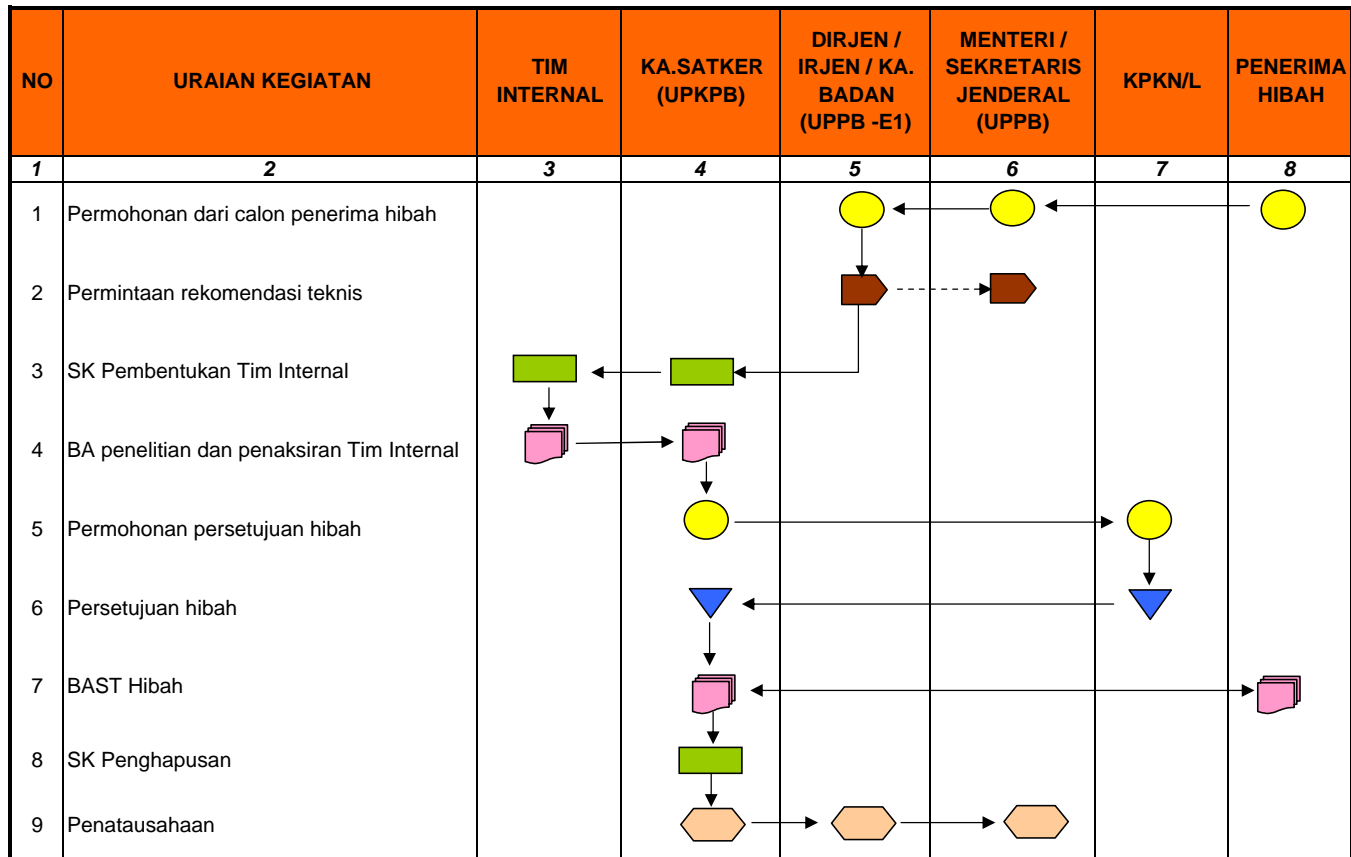 NO
URAIAN KEGIATAN
TIM
INTERNAL
KA.SATKER
(UPKPB)
DIRJEN /
IRJEN / KA.
BADAN
(UPPB -E1)
MENTERI /
SEKRETARIS
JENDERAL
(UPPB)
KPKN/L
PENERIMA
HIBAH
1 2 3 4 5 6 7 8
1 Permohonan dari calon penerima hibah
2 Permintaan rekomendasi teknis
3 SK Pembentukan Tim Internal
4 BA penelitian dan penaksiran Tim Internal
5 Permohonan persetujuan hibah
6 Persetujuan hibah
7 BAST Hibah
8 SK Penghapusan
9 Penatausahaan